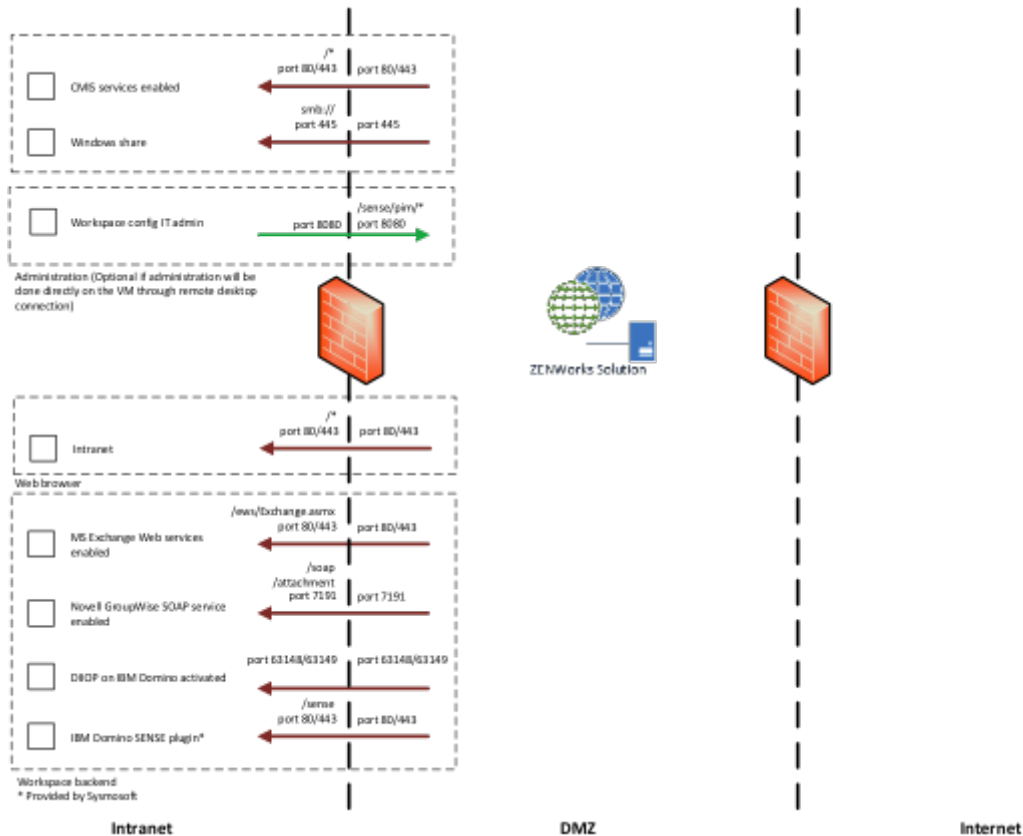 /*
port 80/443 port 80/443
CMIS services enabled
smb://
port 445 port 445
Windows share
/sense/pim/*
Workspace config IT admin port 8080 port 8080
Administration (Optional if administration will be
done directly on the VM through remote desktop
connection)
ZENWorks Solution
/*
port 80/443 port 80/443
Intranet
Web browser
/ews/Exchange.asmx
port 80/443 port 80/443
MS Exchange Web services
enabled
/soap
/attachment
port 7191 port 7191
Novell GroupWise SOAP service
enabled
port 63148/63149 port 63148/63149
DIIOP on IBM Domino activated
/sense
port 80/443 port 80/443
IBM Domino SENSE plugin*
Workspace backend
* Provided by Sysmosoft
Intranet DMZ Internet